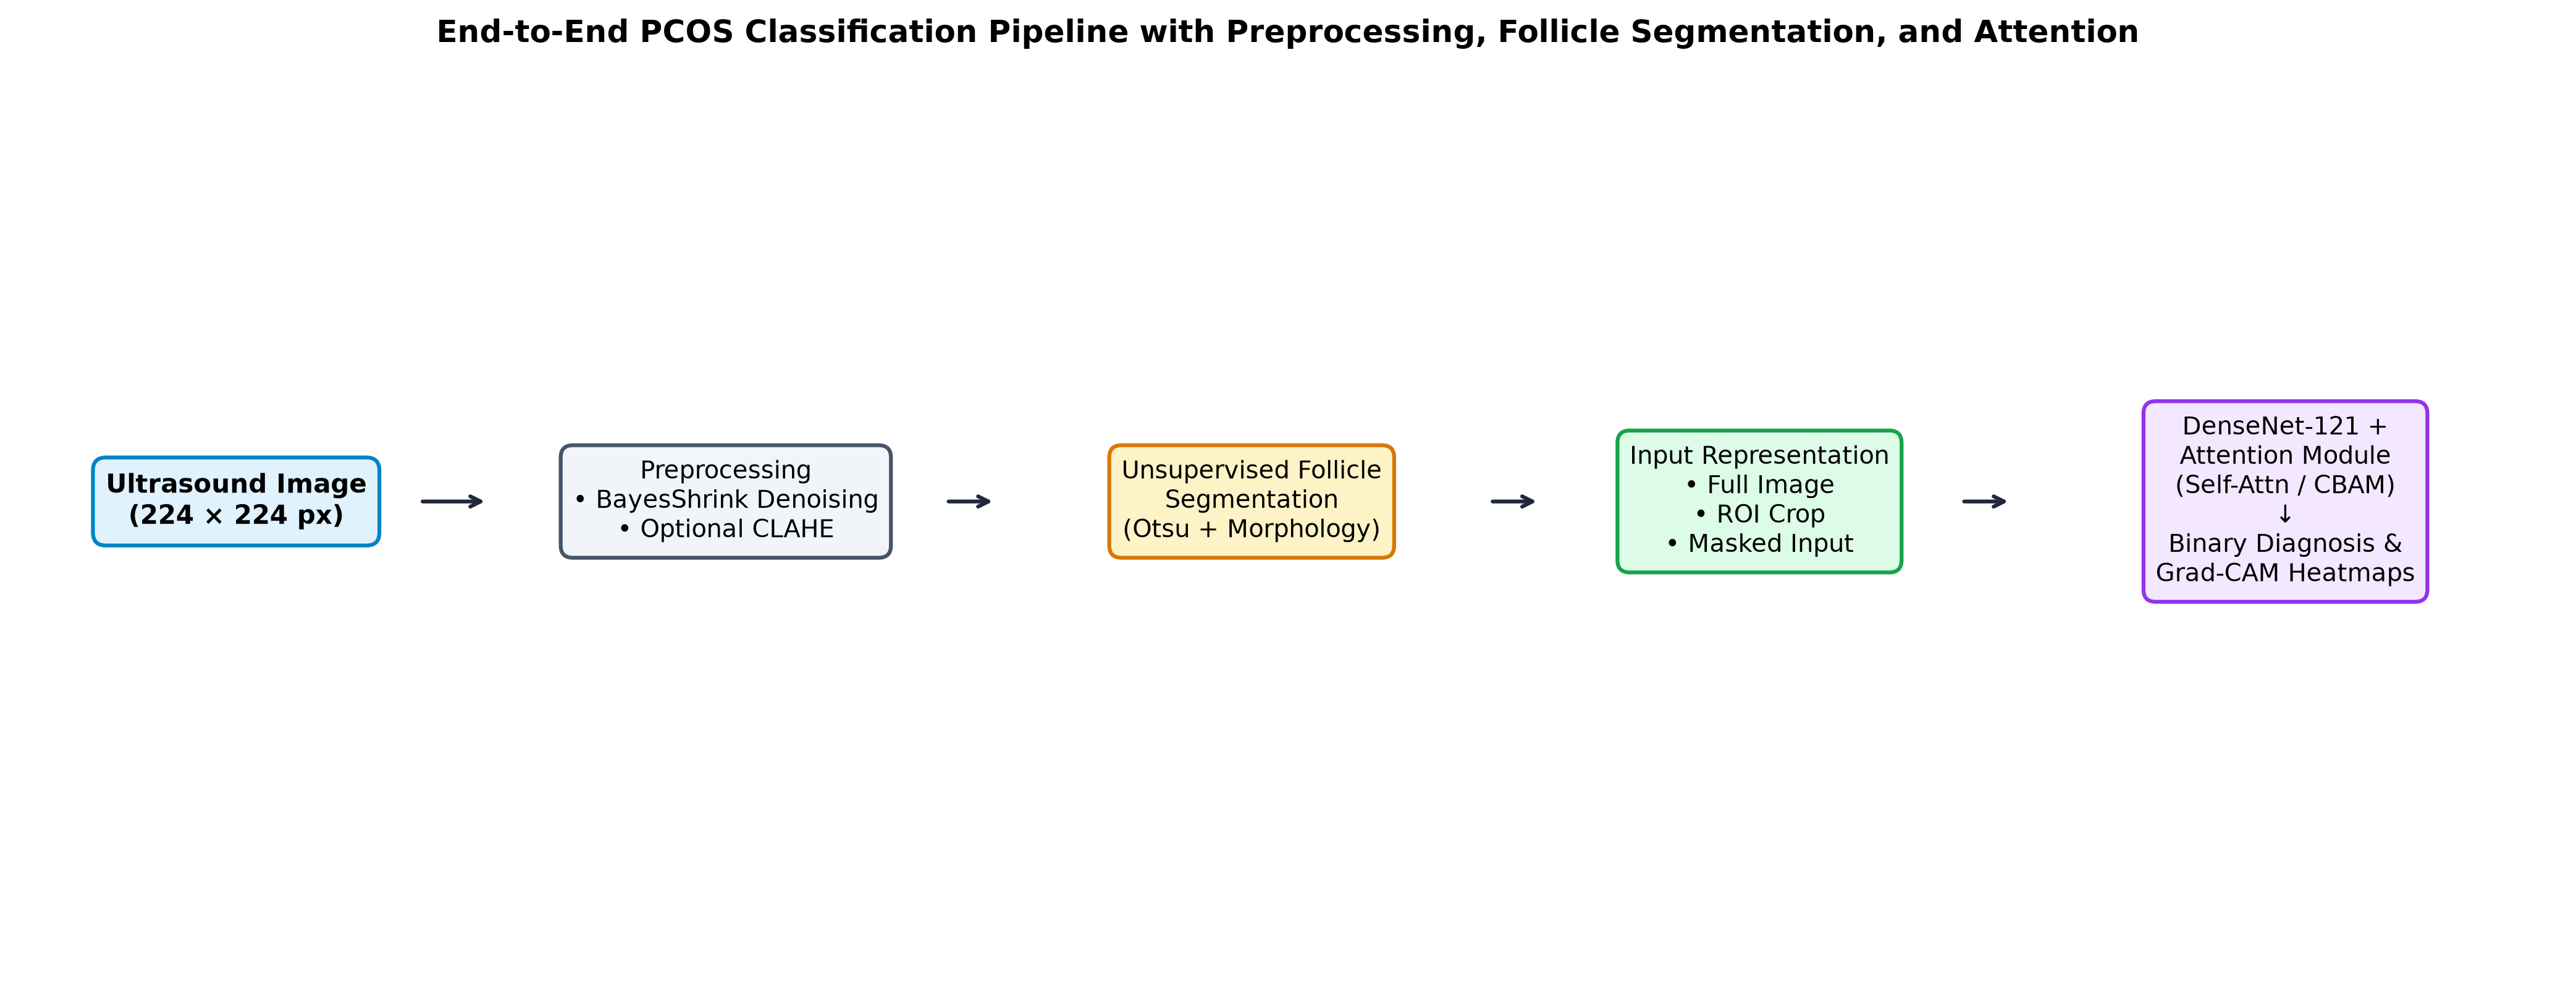 End-to-End PCOS Classification Pipeline with Preprocessing, Follicle Segmentation, and Attention
Ultrasound Image
(224 × 224 px)
Preprocessing
• BayesShrink Denoising
• Optional CLAHE
Unsupervised Follicle
Segmentation
(Otsu + Morphology)
Input Representation
• Full Image
• ROI Crop
• Masked Input
DenseNet-121 +
Attention Module
(Self-Attn / CBAM)
↓
Binary Diagnosis &
Grad-CAM Heatmaps